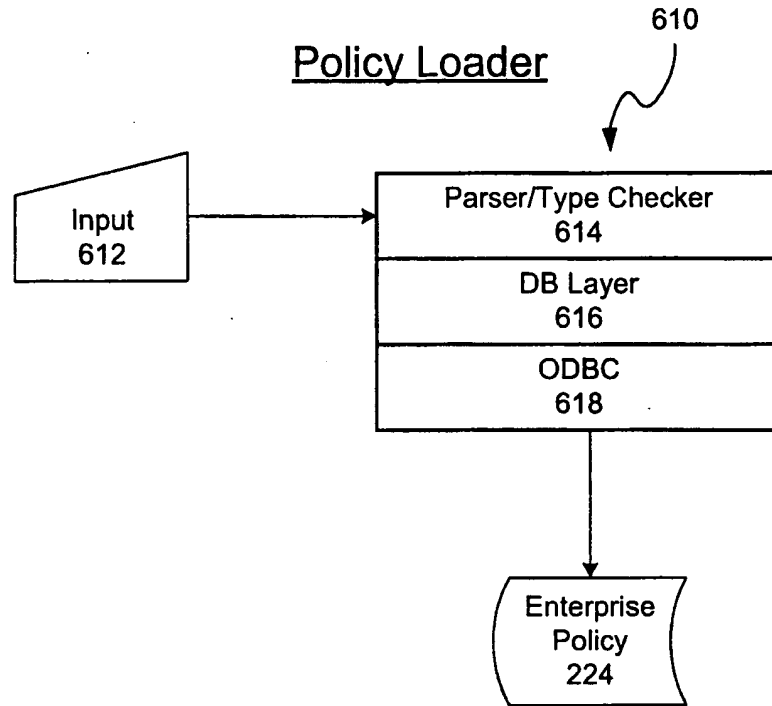 610
Policy Loader
Input
612
Parser/Type Checker
614
DB Layer
616
ODBC
618
Enterprise
Policy
224